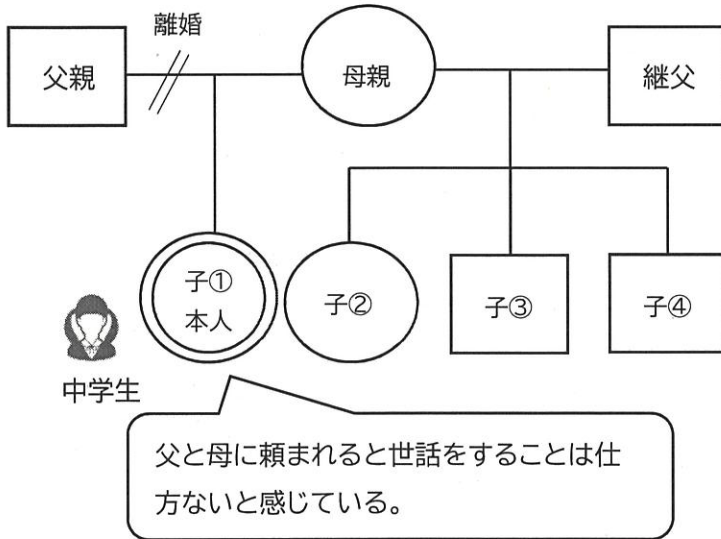 離婚
父親
母親
継父
子①
本人
子②
子③
子④
中学生
父と母に頼まれると世話をすることは仕
方ないと感じている。